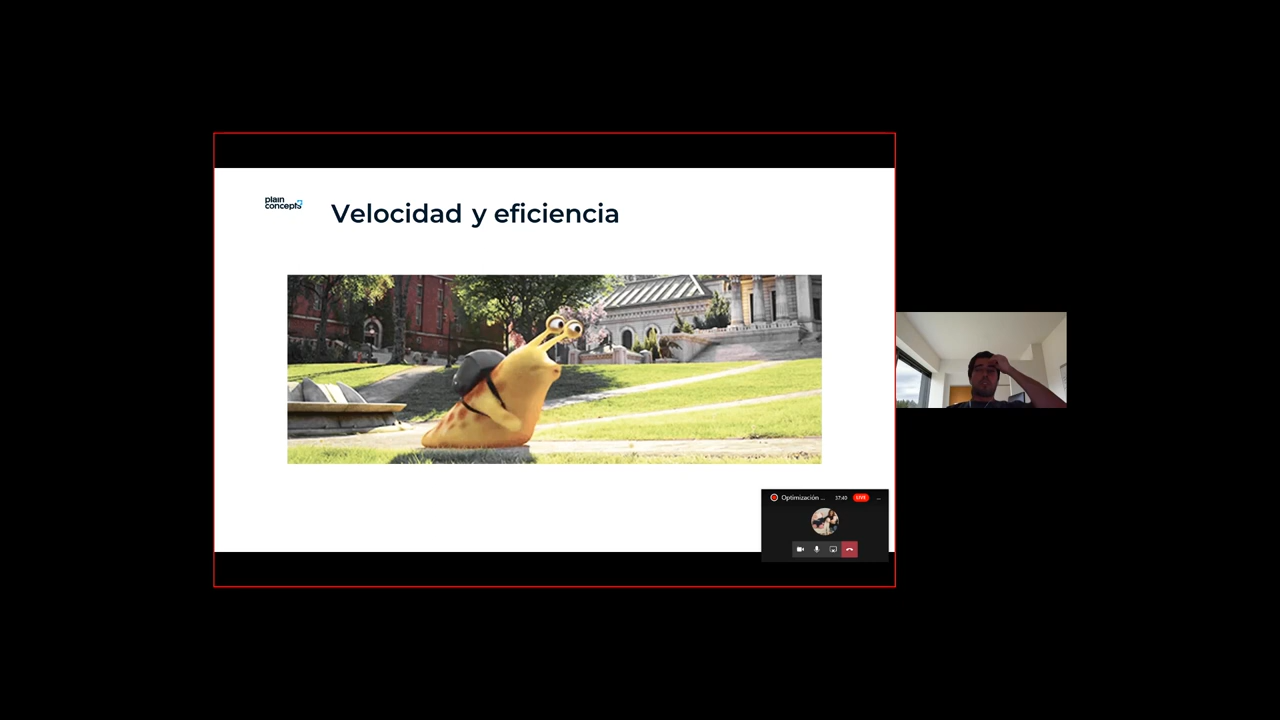 plain
concepts
Velocidad y eficiencia
Optimización ... 37:40 LIVE ...